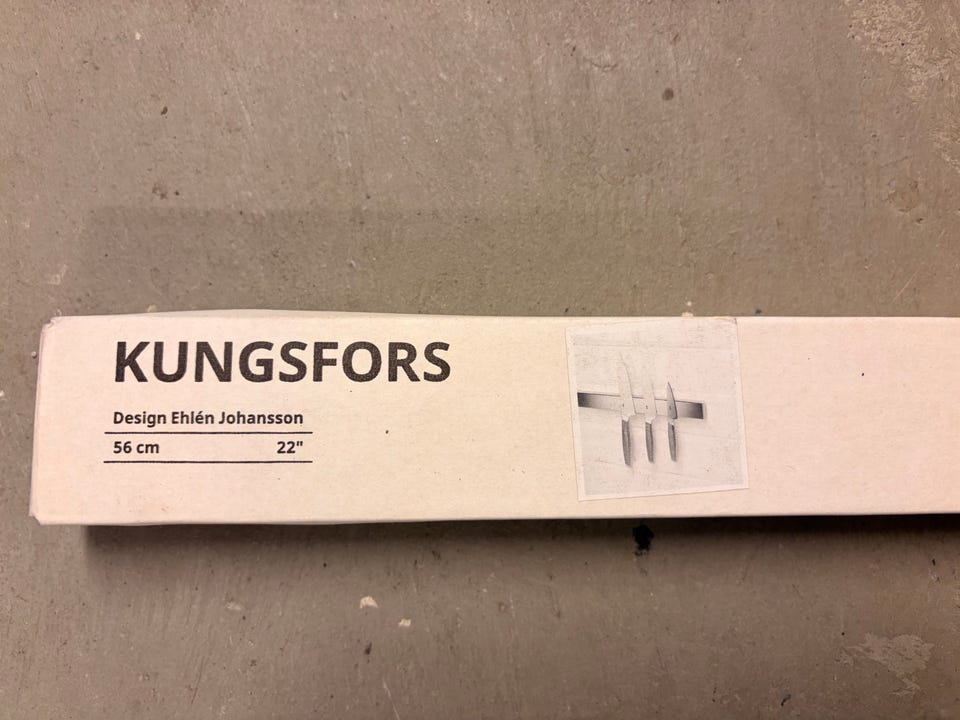 KUNGSFORS
Design Ehlén Johansson
56 cm 22"